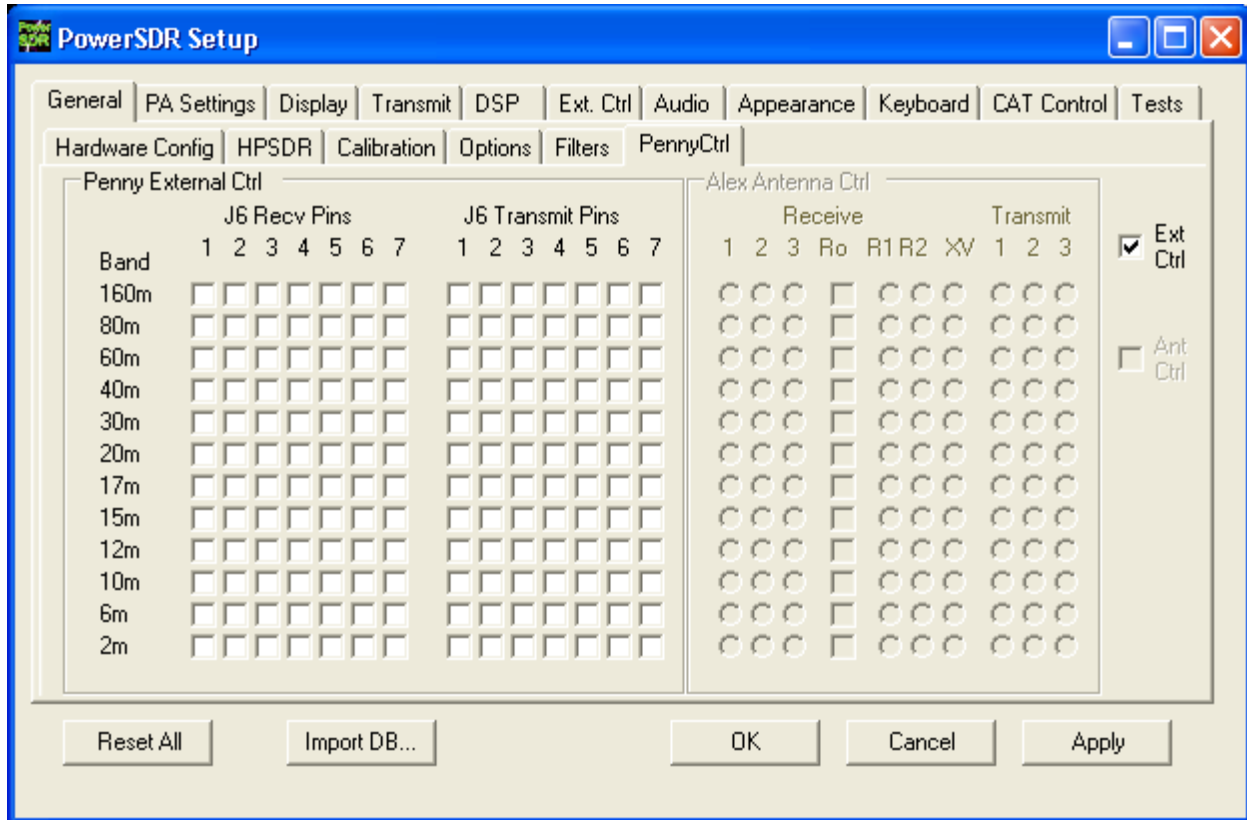 Power SDR PowerSDR Setup
General PA Settings Display Transmit DSP Ext. Ctrl Audio Appearance Keyboard CAT Control Tests
Hardware Config HPSDR Calibration Options Filters PennyCtrl
Penny External Ctrl
J6 Recv Pins J6 Transmit Pins
Band 1 2 3 4 5 6 7 1 2 3 4 5 6 7
160m
80m
60m
40m
30m
20m
17m
15m
12m
10m
6m
2m
Alex Antenna Ctrl
Receive Transmit
1 2 3 Ro R1 R2 XV 1 2 3
Ext
Ctrl
Ant
Ctrl
Reset All Import DB... OK Cancel Apply